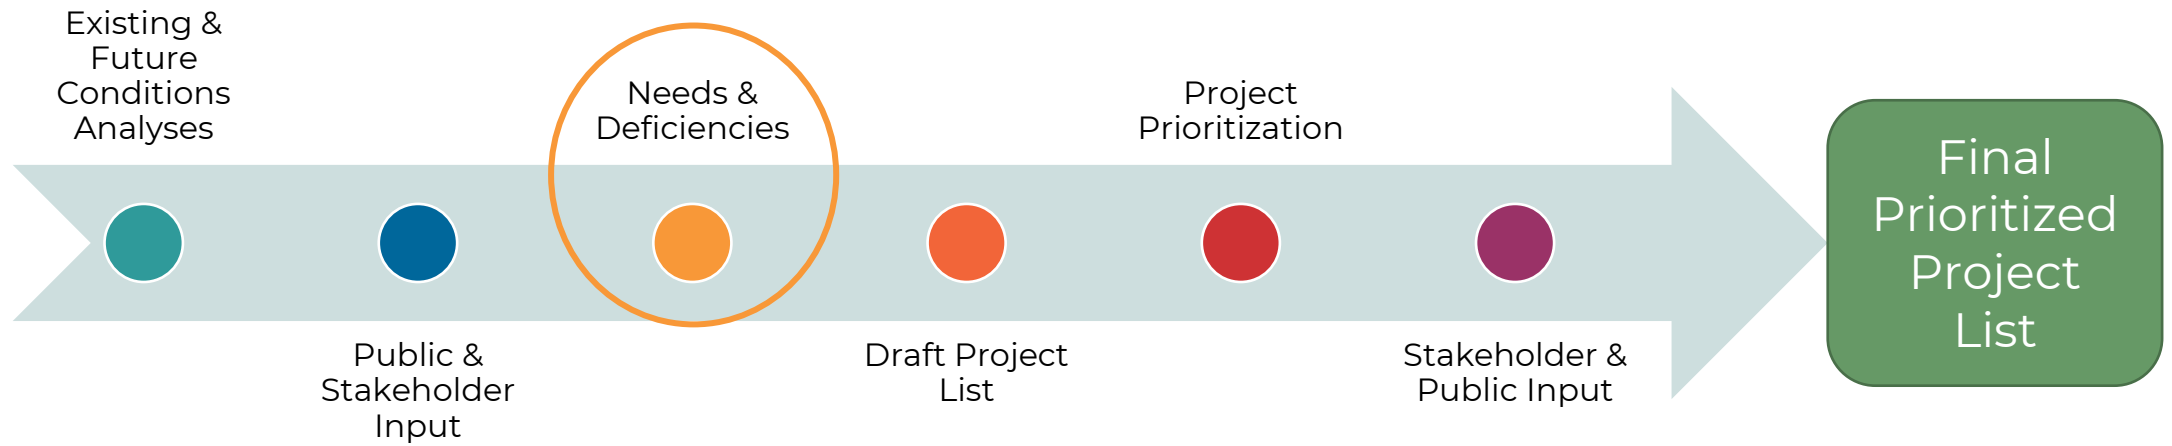 Existing &
Future
Conditions
Analyses
Public &
Stakeholder
Input
Needs &
Deficiencies
Draft Project
List
Project
Prioritization
Stakeholder &
Public Input
Final
Prioritized
Project
List